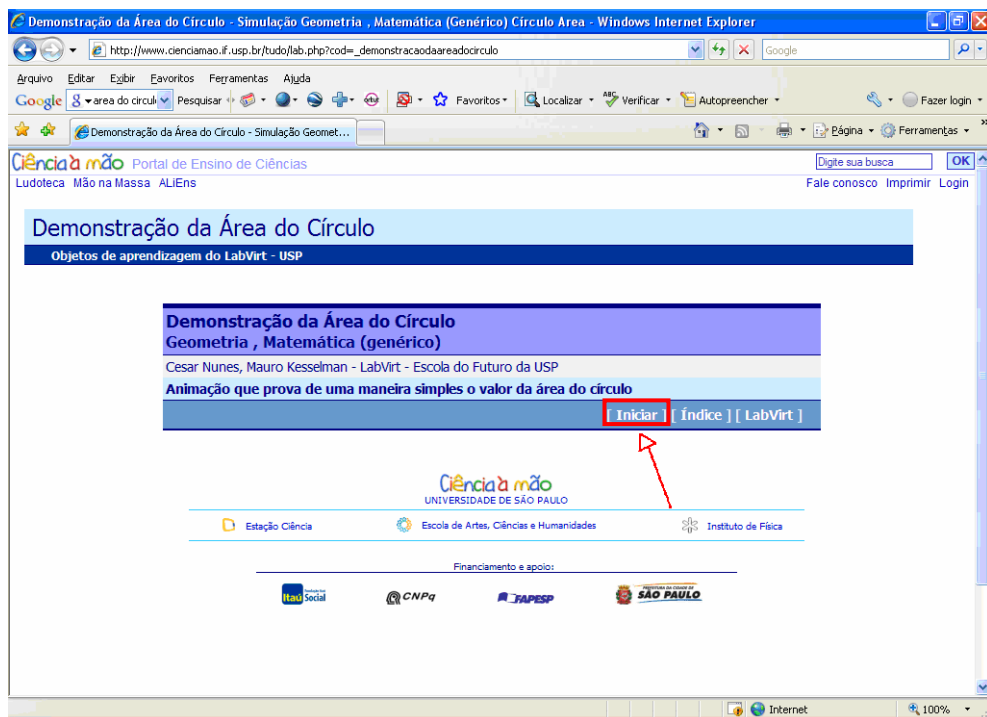 Demonstração da Área do Círculo - Simulação Geometria , Matemática (Genérico) Círculo Area - Windows Internet Explorer
http://www.cienciamao.if.usp.br/tudo/lab.php?cod=_demonstracaodaareadocirculo
Google
Arquivo Editar Exibir Favoritos Ferramentas Ajuda
Google area do circul Pesquisar Favoritos Localizar Verificar Autopreencher Fazer login
Demonstração da Área do Círculo - Simulação Geomet... Página Ferramentas
Ciência à mão Portal de Ensino de Ciências Digite sua busca OK
Ludoteca Mão na Massa ALiEns Fale conosco Imprimir Login
Demonstração da Área do Círculo
Objetos de aprendizagem do LabVirt - USP
Demonstração da Área do Círculo
Geometria , Matemática (genérico)
Cesar Nunes, Mauro Kesselman - LabVirt - Escola do Futuro da USP
Animação que prova de uma maneira simples o valor da área do círculo
[ Iniciar ] [ Índice ] [ LabVirt ]
Ciência à mão
UNIVERSIDADE DE SÃO PAULO
Estação Ciência Escola de Artes, Ciências e Humanidades Instituto de Física
Financiamento e apoio:
Itaú Social CNPq FAPESP SÃO PAULO
Internet 100%